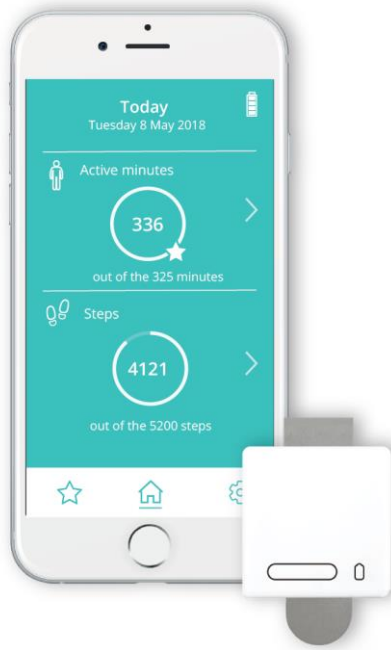 Today
Tuesday 8 May 2018
Active minutes
336
out of the 325 minutes
Steps
4121
out of the 5200 steps